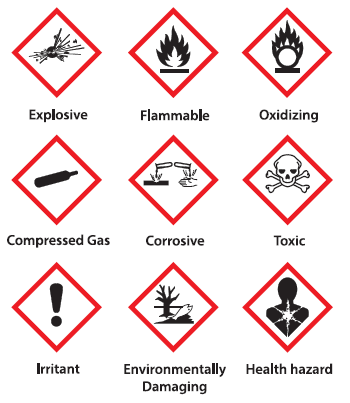 Explosive
Flammable
Oxidizing
Compressed Gas
Corrosive
Toxic
Irritant
Environmentally
Damaging
Health hazard